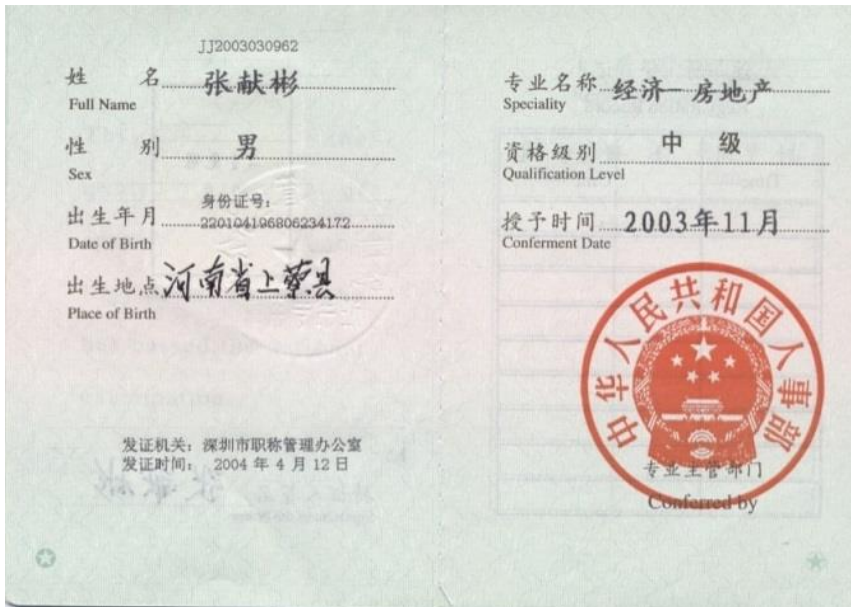 JJ2003030962
姓 名 张献彬
Full Name
性 别 男
Sex
身份证号:
出生年月 220104196806234172
Date of Birth
出生地点 河南省上蔡县
Place of Birth
发证机关: 深圳市职称管理办公室
发证时间: 2004 年 4 月 12 日
专业名称 经济—房地产
Speciality
资格级别 中 级
Qualification Level
授予时间 2003年11月
Conferment Date
中华人民共和国人事部
专业主管部门
Conferred by